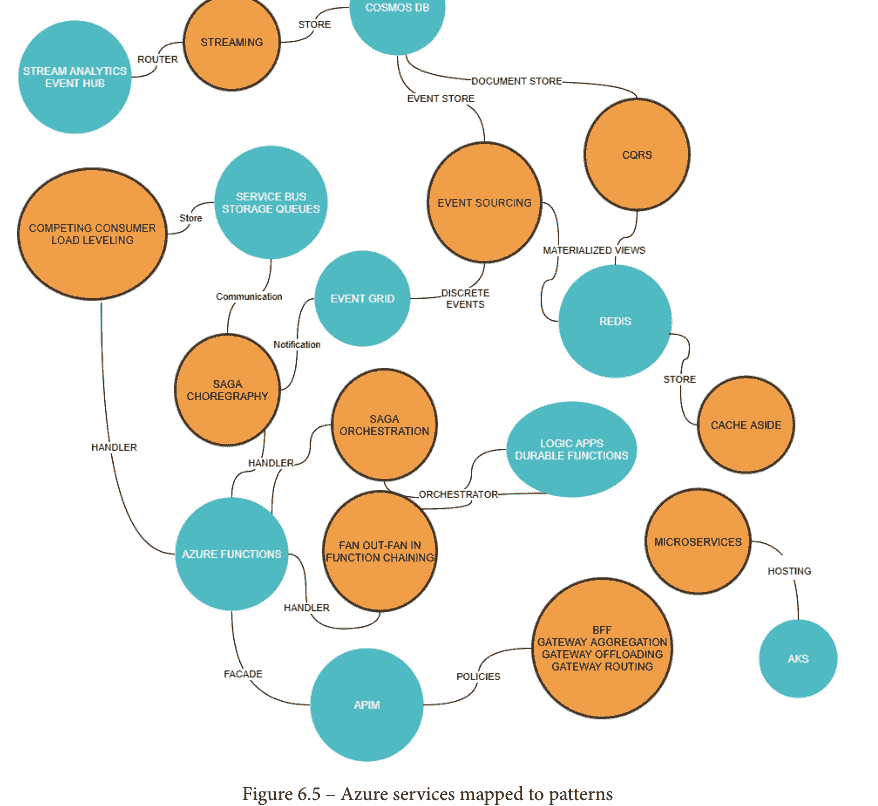 COSMOS DB
STORE
STREAMING
ROUTER
STREAM ANALYTICS
EVENT HUB
DOCUMENT STORE
EVENT STORE
CQRS
SERVICE BUS
STORAGE QUEUES
EVENT SOURCING
Store
COMPETING CONSUMER
LOAD LEVELING
MATERIALIZED VIEWS
Communication
EVENT GRID
DISCRETE
EVENTS
REDIS
Notification
STORE
SAGA
CHOREGRAPHY
SAGA
ORCHESTRATION
CACHE ASIDE
LOGIC APPS
DURABLE FUNCTIONS
HANDLER
HANDLER
ORCHESTRATOR
MICROSERVICES
FAN OUT-FAN IN
FUNCTION CHAINING
AZURE FUNCTIONS
HOSTING
HANDLER
BFF
GATEWAY AGGREGATION
GATEWAY OFFLOADING
GATEWAY ROUTING
AKS
FACADE
POLICIES
APIM
Figure 6.5 – Azure services mapped to patterns